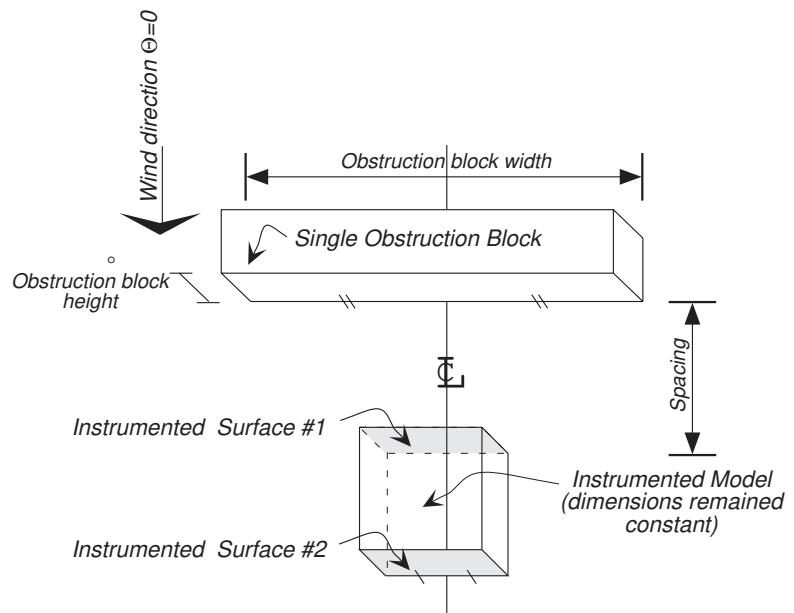 Wind direction Θ=0
°
Obstruction block width
Single Obstruction Block
Obstruction block
height
Spacing
CL
Instrumented Surface #1
Instrumented Model
(dimensions remained
constant)
Instrumented Surface #2